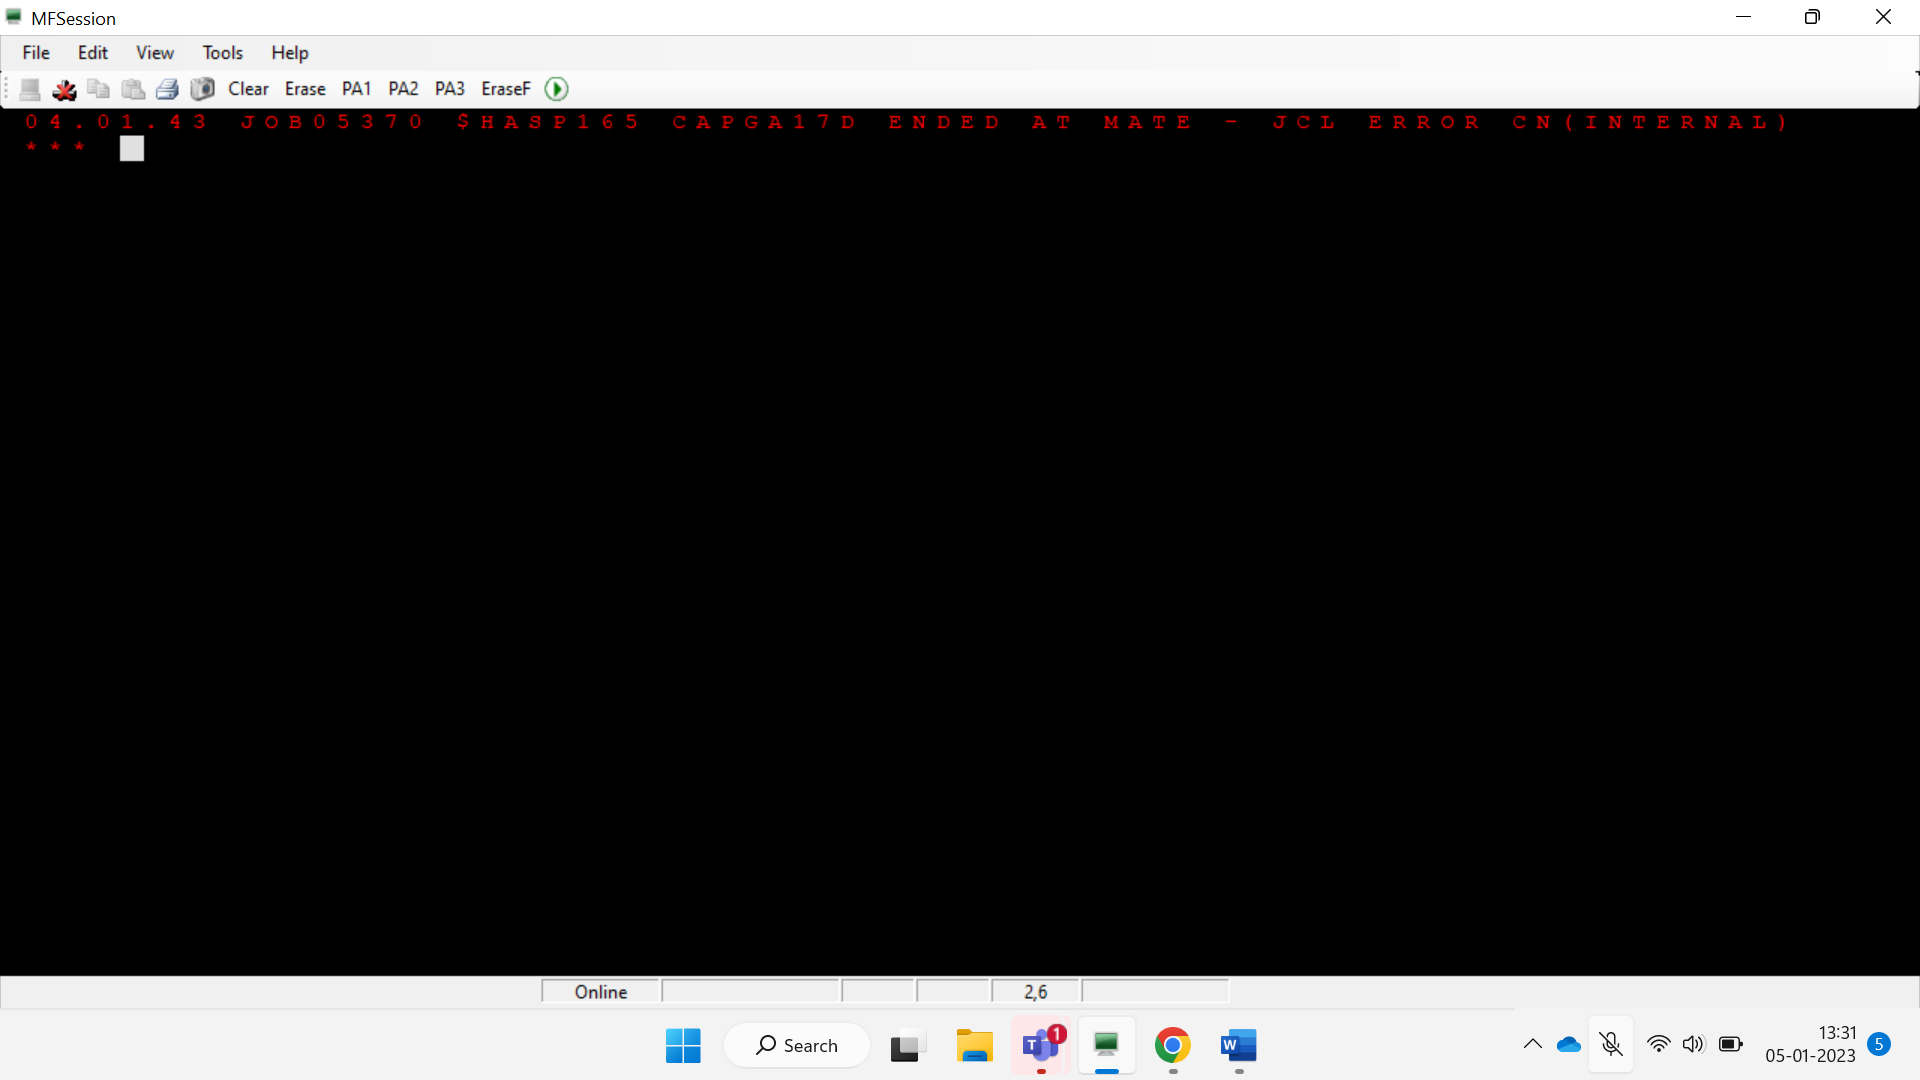 MFSession
File Edit View Tools Help
Clear Erase PA1 PA2 PA3 EraseF
04.01.43 JOB05370 $HASP165 CAPGA17D ENDED AT MATE - JCL ERROR CN(INTERNAL)
***
Online 2,6
Search
T 1
W
13:31
05-01-2023
5